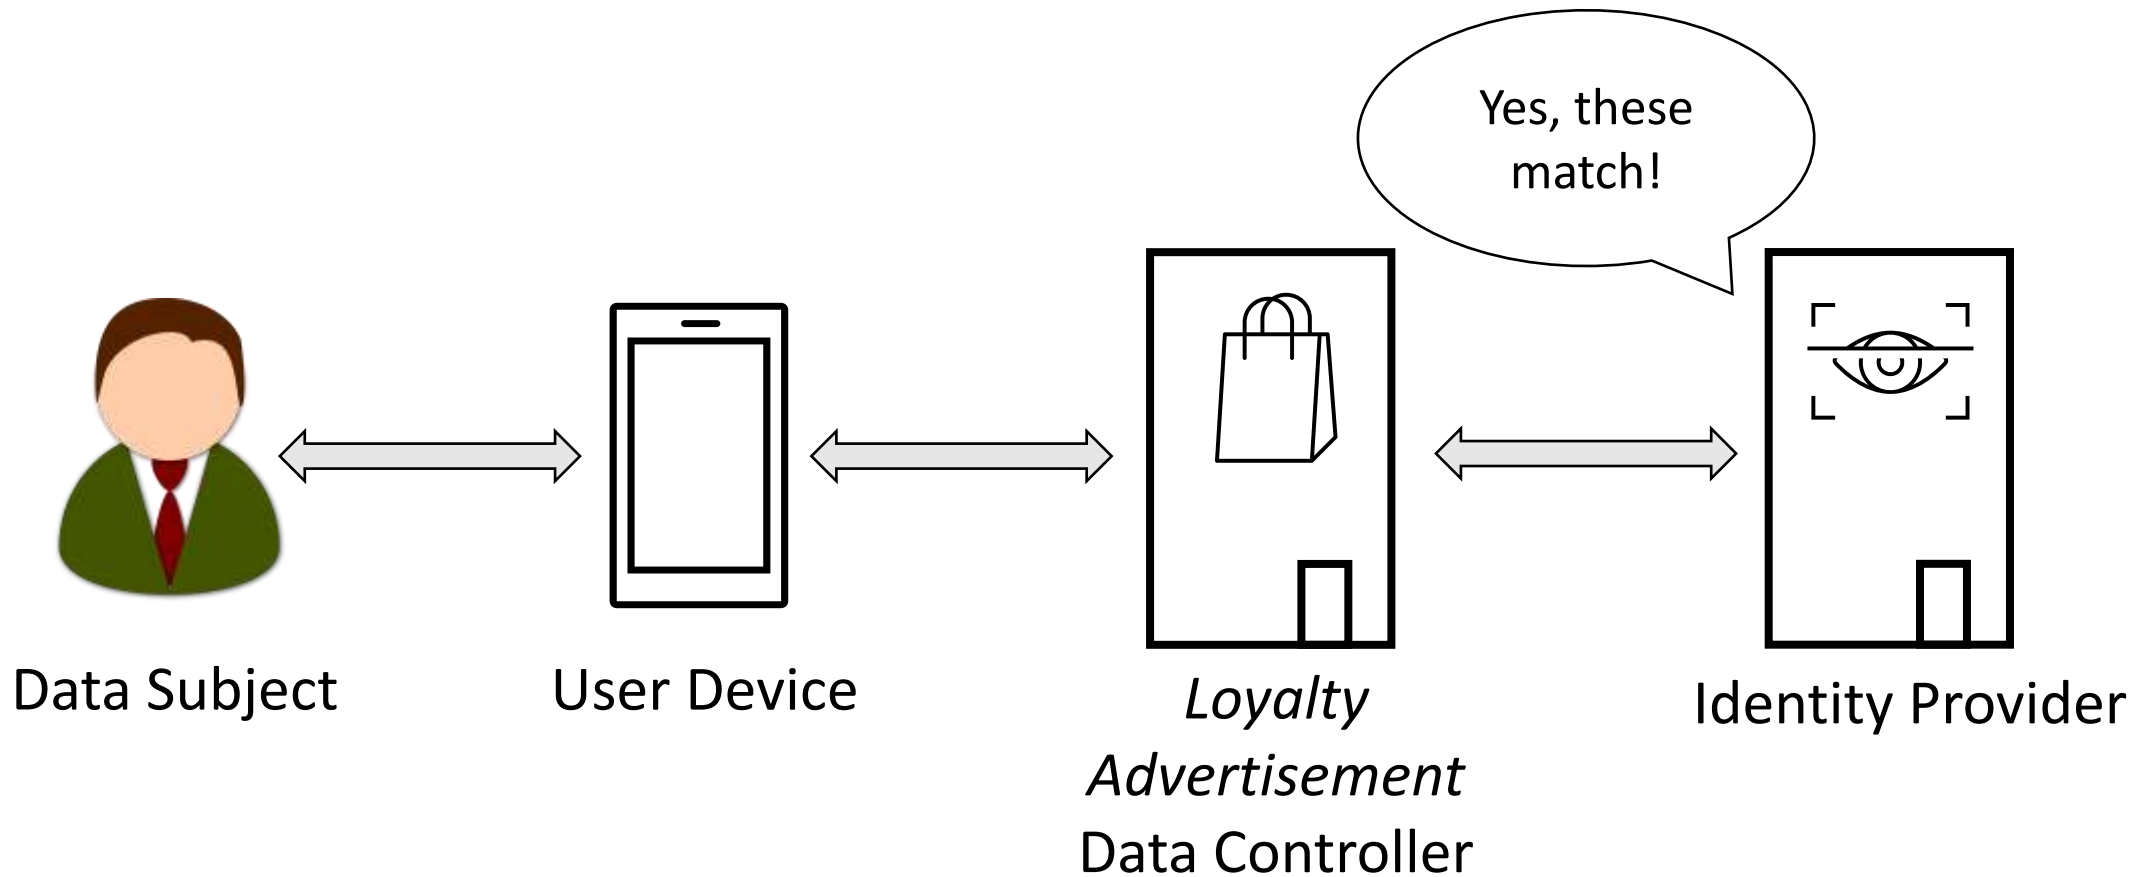 Yes, these
match!
Data Subject
User Device
Loyalty
Advertisement
Data Controller
Identity Provider